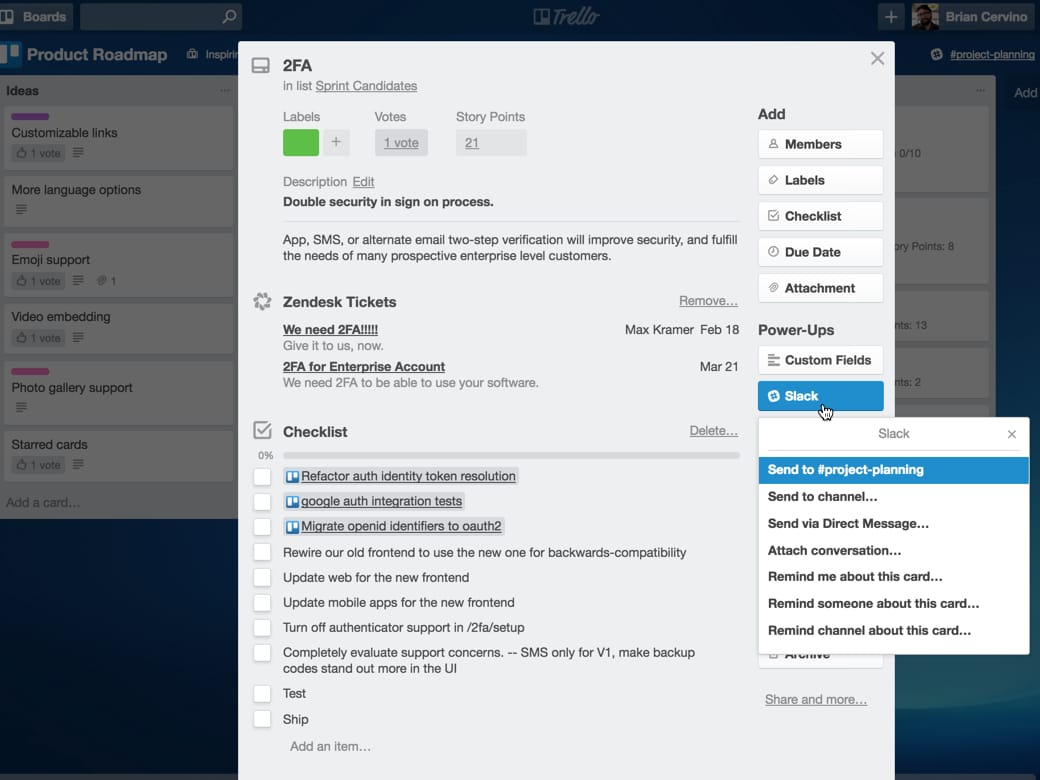 Boards
Trello
Brian Cervino
Product Roadmap
#project-planning
Ideas
Add
Customizable links
1 vote
More language options
Emoji support
1 vote
1
Video embedding
1 vote
Photo gallery support
Starred cards
1 vote
Add a card…
2FA
in list Sprint Candidates
Labels Votes Story Points
+ 1 vote 21
Description Edit
Double security in sign on process.
App, SMS, or alternate email two-step verification will improve security, and fulfill
the needs of many prospective enterprise level customers.
Zendesk Tickets Remove…
We need 2FA!!!!! Max Kramer Feb 18
Give it to us, now.
2FA for Enterprise Account Mar 21
We need 2FA to be able to use your software.
Checklist Delete…
0%
Refactor auth identity token resolution
google auth integration tests
Migrate openid identifiers to oauth2
Rewire our old frontend to use the new one for backwards-compatibility
Update web for the new frontend
Update mobile apps for the new frontend
Turn off authenticator support in /2fa/setup
Completely evaluate support concerns. -- SMS only for V1, make backup
codes stand out more in the UI
Test
Ship
Add an item…
Add
Members
Labels
Checklist
Due Date
Attachment
Power-Ups
Custom Fields
Slack
Slack
Send to #project-planning
Send to channel…
Send via Direct Message…
Attach conversation…
Remind me about this card…
Remind someone about this card…
Remind channel about this card…
Archive
Share and more…
0/10
Points: 8
13
2